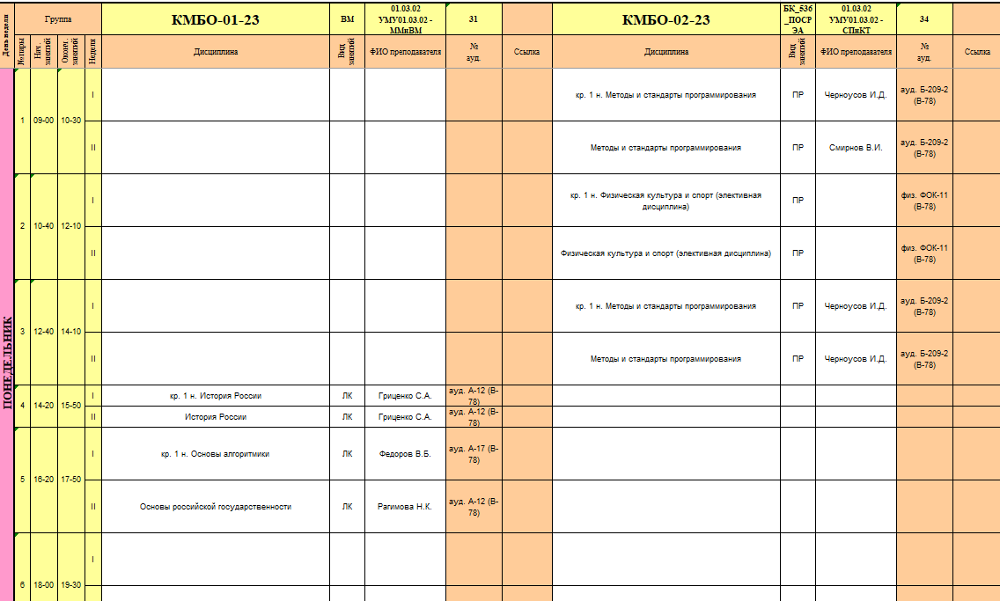 День недели
Группа
КМБО-01-23
ВМ
01.03.02
УМУ01.03.02 -
ММиВМ
31
КМБО-02-23
БК_536
_ПОСР
ЭА
01.03.02
УМУ01.03.02 -
СПиКТ
34
№ пары
Нач. занятий
Оконч. занятий
Неделя
Дисциплина
Вид занятий
ФИО преподавателя
№
ауд.
Ссылка
Дисциплина
Вид занятий
ФИО преподавателя
№
ауд.
Ссылка
ПОНЕДЕЛЬНИК
1
09-00
10-30
I
кр. 1 н. Методы и стандарты программирования
ПР
Черноусов И.Д.
ауд. Б-209-2
(В-78)
II
Методы и стандарты программирования
ПР
Смирнов В.И.
ауд. Б-209-2
(В-78)
2
10-40
12-10
I
кр. 1 н. Физическая культура и спорт (элективная
дисциплина)
ПР
физ. ФОК-11
(В-78)
II
Физическая культура и спорт (элективная дисциплина)
ПР
физ. ФОК-11
(В-78)
3
12-40
14-10
I
кр. 1 н. Методы и стандарты программирования
ПР
Черноусов И.Д.
ауд. Б-209-2
(В-78)
II
Методы и стандарты программирования
ПР
Черноусов И.Д.
ауд. Б-209-2
(В-78)
4
14-20
15-50
I
кр. 1 н. История России
ЛК
Гриценко С.А.
ауд. А-12 (В-
78)
II
История России
ЛК
Гриценко С.А.
ауд. А-12 (В-
78)
5
16-20
17-50
I
кр. 1 н. Основы алгоритмики
ЛК
Федоров В.Б.
ауд. А-17 (В-
78)
II
Основы российской государственности
ЛК
Рагимова Н.К.
ауд. А-12 (В-
78)
6
18-00
19-30
I